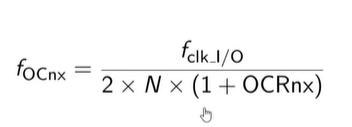 f_OCnx = f_clk_I/O / (2 × N × (1 + OCRnx))